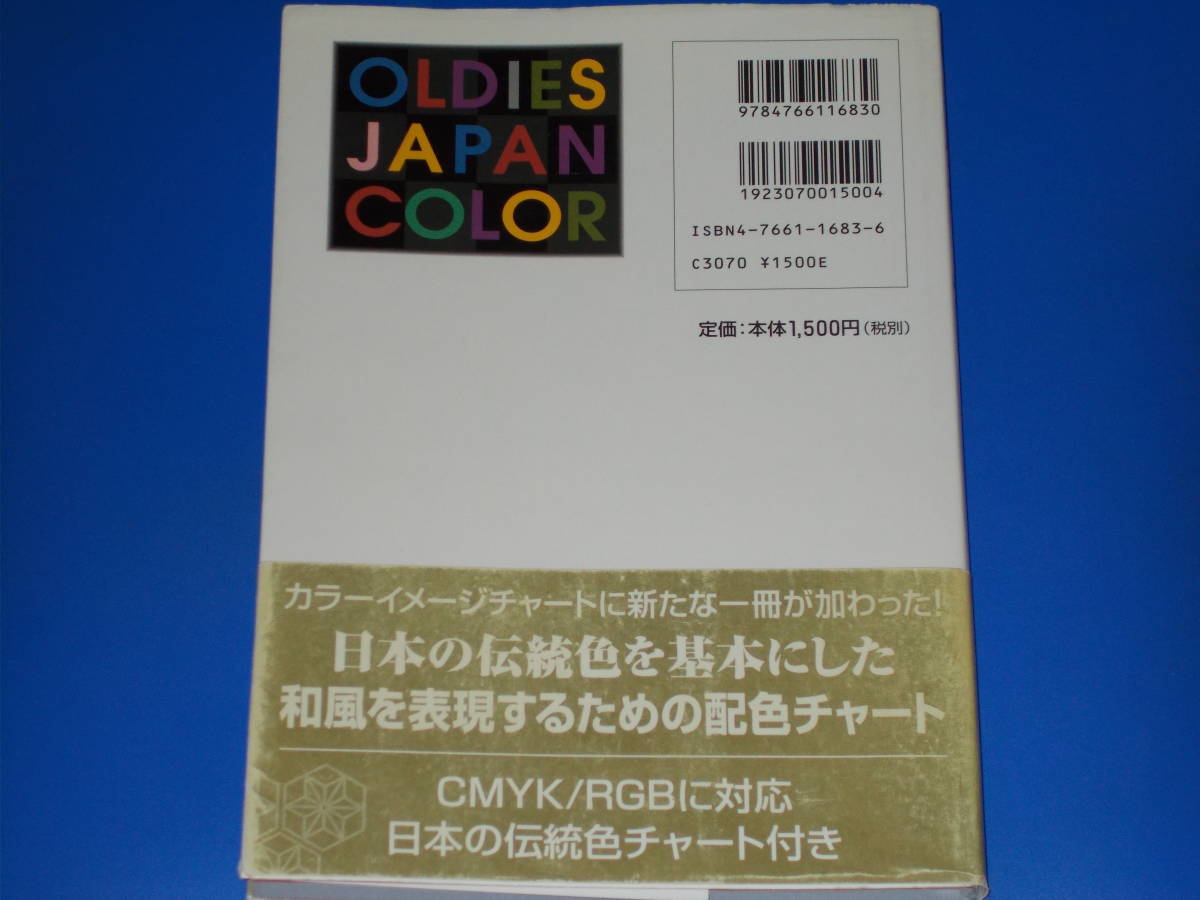 OLDIES
JAPAN
COLOR
9784766116830
1923070015004
ISBN4-7661-1683-6
C3070 ¥1500E
定価：本体1,500円（税別）
カラーイメージチャートに新たな一冊が加わった!
日本の伝統色を基本にした
和風を表現するための配色チャート
CMYK/RGBに対応
日本の伝統色チャート付き